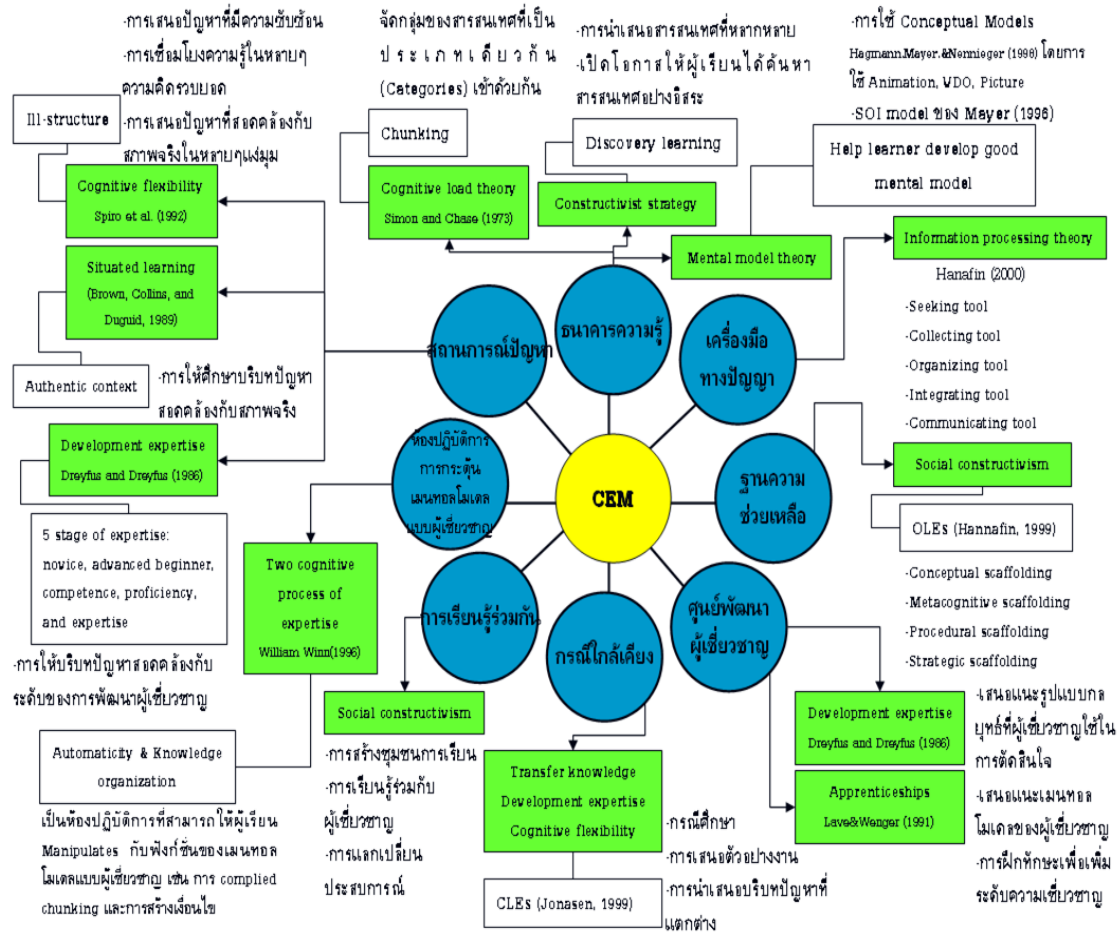 -การเสนอปัญหาที่มีความซับซ้อน
-การเชื่อมโยงความรู้ในหลายๆ
ความคิดรวบยอด
-การเสนอปัญหาที่สอดคล้องกับ
สภาพจริงในหลายๆแง่มุม
Ill-structure
Cognitive flexibility
Spiro et al. (1992)
Situated learning
(Brown, Collins, and
Duguid, 1989)
Authentic context
-การให้ศึกษาบริบทปัญหา
สอดคล้องกับสภาพจริง
Development expertise
Dreyfus and Dreyfus (1986)
5 stage of expertise:
novice, advanced beginner,
competence, proficiency,
and expertise
-การให้บริบทปัญหาสอดคล้องกับ
ระดับของการพัฒนาผู้เชี่ยวชาญ
จัดกลุ่มของสารสนเทศที่เป็น
ประเภทเดียวกัน
(Categories) เข้าด้วยกัน
Chunking
Cognitive load theory
Simon and Chase (1973)
-การนำเสนอสารสนเทศที่หลากหลาย
-เปิดโอกาสให้ผู้เรียนได้ค้นหา
สารสนเทศอย่างอิสระ
Discovery learning
Constructivist strategy
-การใช้ Conceptual Models
Hagmann,Mayer.&Nennieger (1998) โดยการ
ใช้ Animation, VDO, Picture
-SOI model ของ Mayer (1996)
Help learner develop good
mental model
Mental model theory
Information processing theory
Hanafin (2000)
-Seeking tool
-Collecting tool
-Organizing tool
-Integrating tool
-Communicating tool
Social constructivism
OLEs (Hannafin, 1999)
-Conceptual scaffolding
-Metacognitive scaffolding
-Procedural scaffolding
-Strategic scaffolding
สถานการณ์ปัญหา
ธนาคารความรู้
เครื่องมือ
ทางปัญญา
ฐานความ
ช่วยเหลือ
ศูนย์พัฒนา
ผู้เชี่ยวชาญ
กรณีใกล้เคียง
การเรียนรู้ร่วมกัน
ห้องปฏิบัติการ
การกระตุ้น
เมนทอลโมเดล
แบบผู้เชี่ยวชาญ
CEM
Two cognitive
process of
expertise
William Winn(1996)
Automaticity & Knowledge
organization
เป็นห้องปฏิบัติการที่สามารถให้ผู้เรียน
Manipulates กับฟังก์ชั่นของเมนทอล
โมเดลแบบผู้เชี่ยวชาญ เช่น การ complied
chunking และการสร้างเงื่อนไข
Social constructivism
-การสร้างชุมชนการเรียน
-การเรียนรู้ร่วมกับ
ผู้เชี่ยวชาญ
-การแลกเปลี่ยน
ประสบการณ์
Transfer knowledge
Development expertise
Cognitive flexibility
CLEs (Jonasen, 1999)
-กรณีศึกษา
-การเสนอตัวอย่างงาน
-การนำเสนอบริบทปัญหาที่
แตกต่าง
Development expertise
Dreyfus and Dreyfus (1986)
Apprenticeships
Lave&Wenger (1991)
-เสนอแนะรูปแบบกล
ยุทธ์ที่ผู้เชี่ยวชาญใช้ใน
การตัดสินใจ
-เสนอแนะเมนทอล
โมเดลของผู้เชี่ยวชาญ
-การฝึกทักษะเพื่อเพิ่ม
ระดับความเชี่ยวชาญ